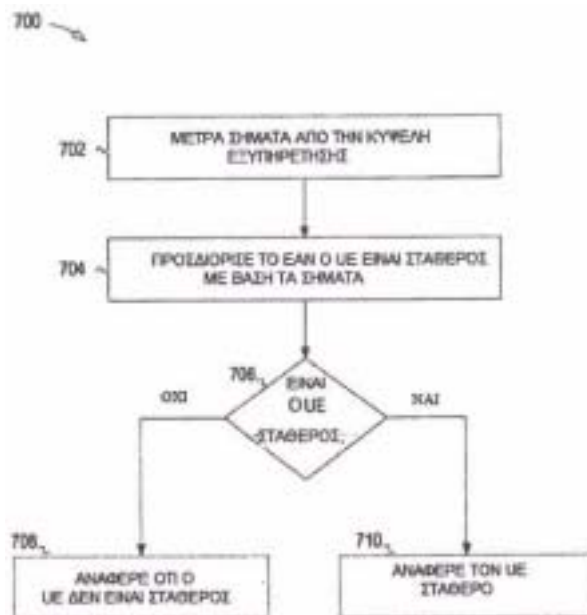 700
702
ΜΕΤΡΑ ΣΗΜΑΤΑ ΑΠΟ ΤΗΝ ΚΥΨΕΛΗ
ΕΞΥΠΗΡΕΤΗΣΗΣ
704
ΠΡΟΣΔΙΟΡΙΣΕ ΤΟ ΕΑΝ Ο UE ΕΙΝΑΙ ΣΤΑΘΕΡΟΣ
ΜΕ ΒΑΣΗ ΤΑ ΣΗΜΑΤΑ
706
ΕΙΝΑΙ
Ο UE
ΣΤΑΘΕΡΟΣ;
ΟΧΙ
ΝΑΙ
708
ΑΝΑΦΕΡΕ ΟΤΙ Ο
UE ΔΕΝ ΕΙΝΑΙ ΣΤΑΘΕΡΟΣ
710
ΑΝΑΦΕΡΕ ΤΟΝ UE
ΣΤΑΘΕΡΟ